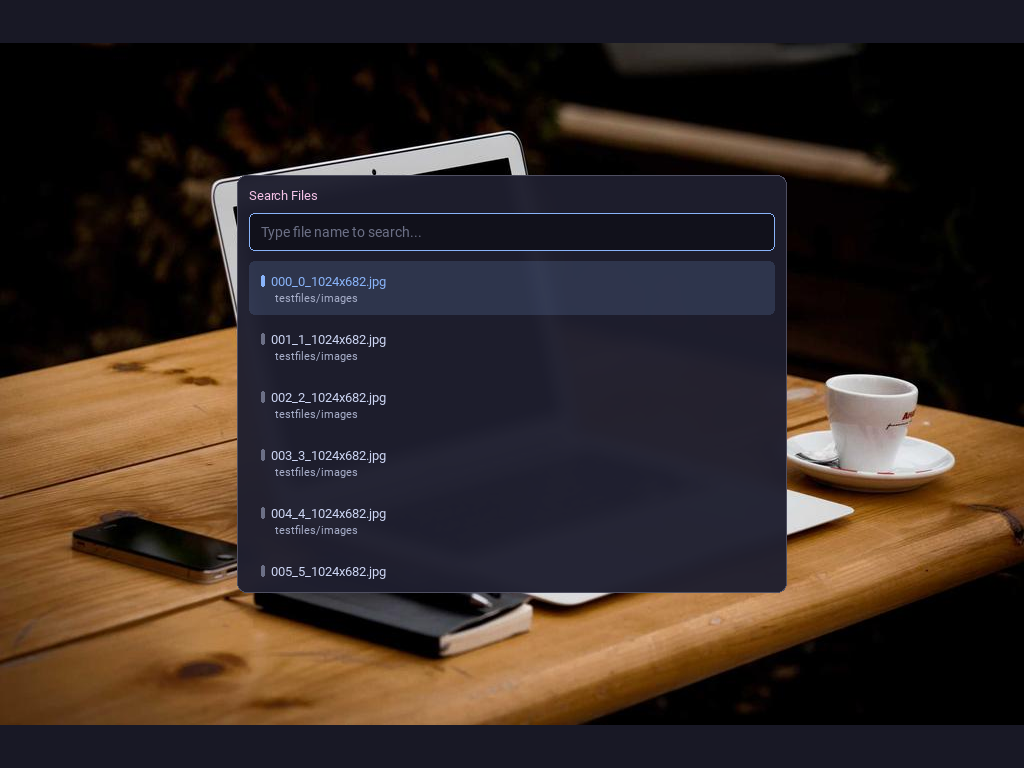 Search Files
Type file name to search...
000_0_1024x682.jpg
testfiles/images
001_1_1024x682.jpg
testfiles/images
002_2_1024x682.jpg
testfiles/images
003_3_1024x682.jpg
testfiles/images
004_4_1024x682.jpg
testfiles/images
005_5_1024x682.jpg